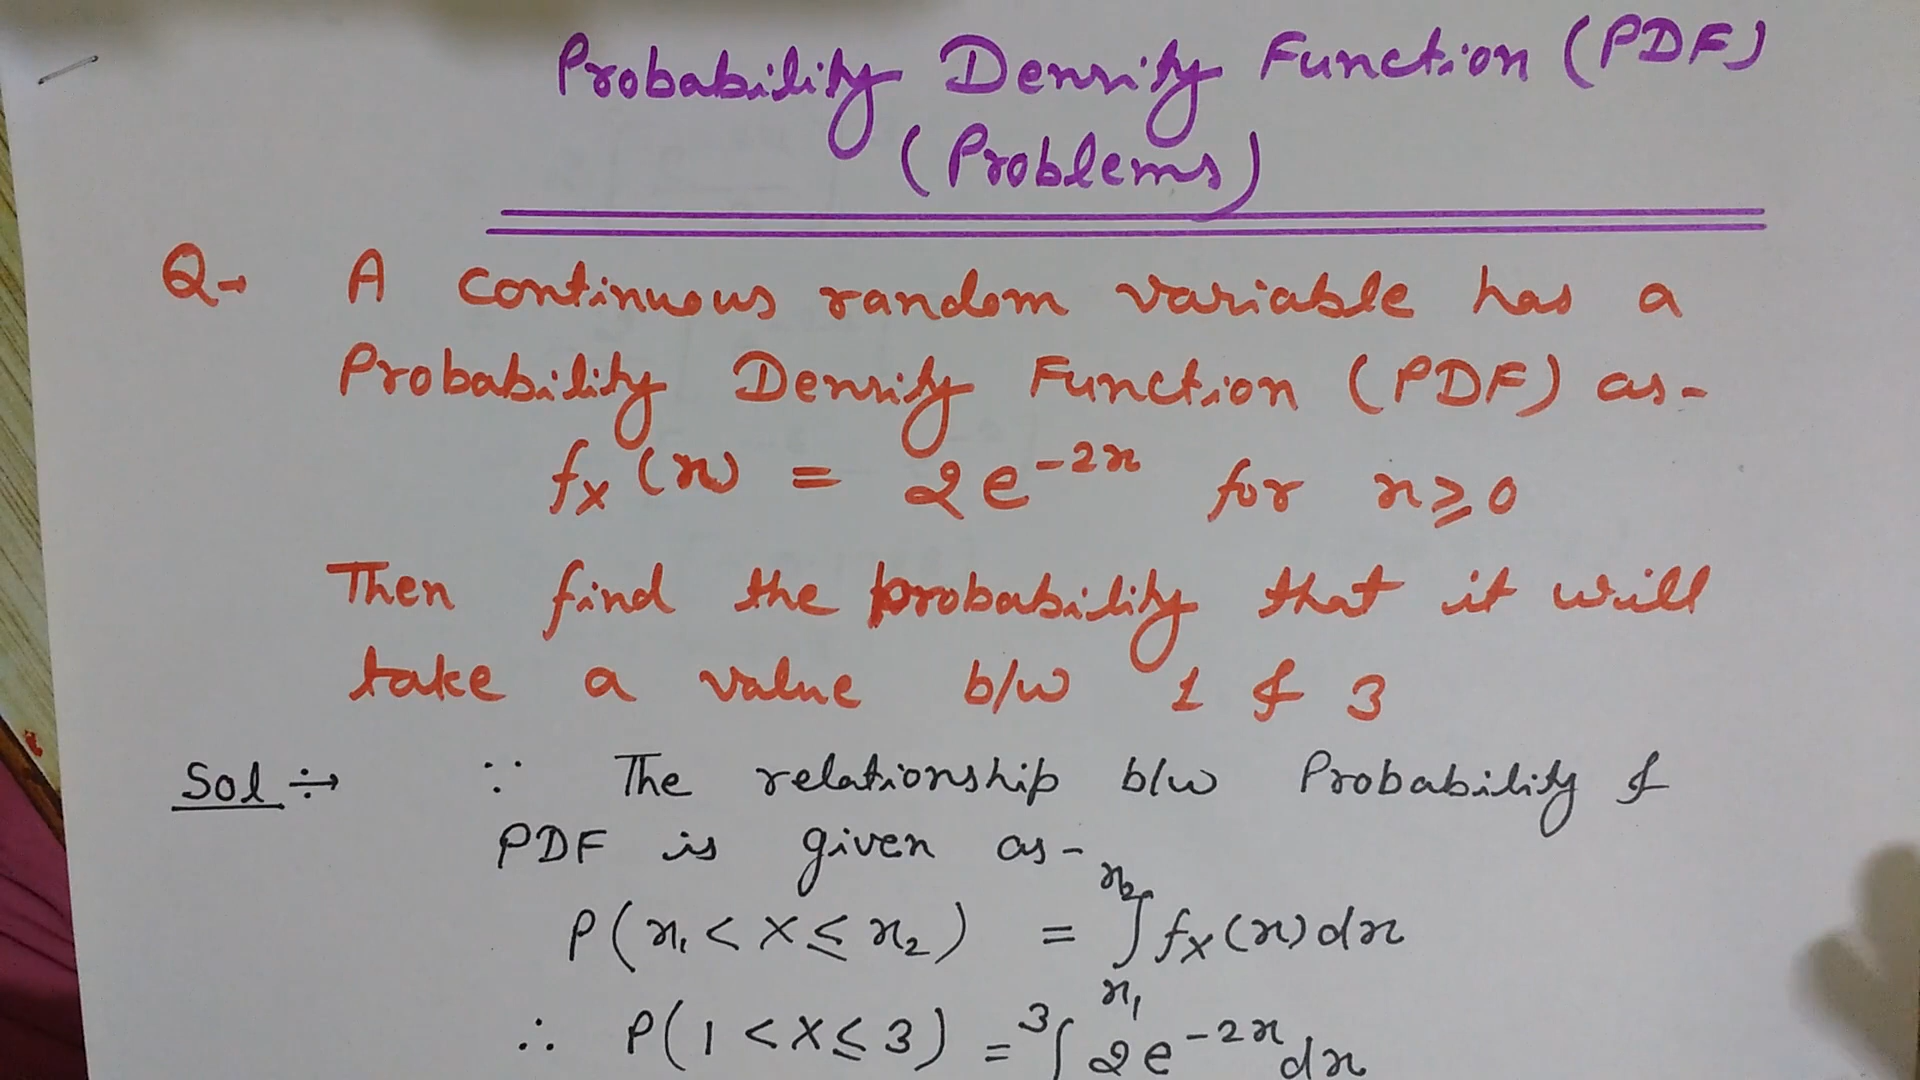 Probability Density Function (PDF)
(Problems)
Q→ A continuous random variable has a
Probability Density Function (PDF) as-
fx(x) = 2e^-2x for x ≥ 0
Then find the probability that it will
take a value b/w 1 & 3
Sol ÷→ ∵ The relationship b/w Probability &
PDF is given as-
P(x₁ < X ≤ x₂) = ∫_{x₁}^{x₂} fx(x)dx
∴ P(1 < X ≤ 3) = ³∫ 2e^-2x dx